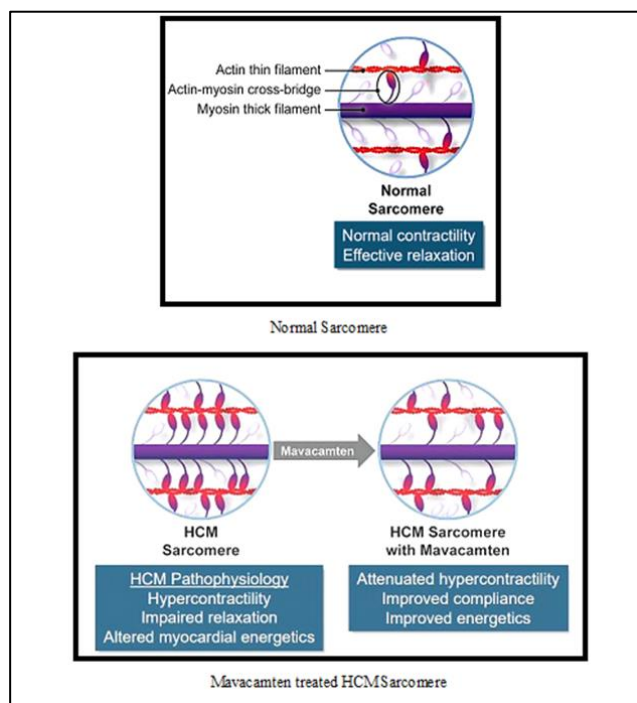 Actin thin filament
Actin-myosin cross-bridge
Myosin thick filament
Normal
Sarcomere
Normal contractility
Effective relaxation
Normal Sarcomere
Mavacamten
HCM
Sarcomere
HCM Pathophysiology
Hypercontractility
Impaired relaxation
Altered myocardial energetics
HCM Sarcomere
with Mavacamten
Attenuated hypercontractility
Improved compliance
Improved energetics
Mavacamten treated HCMSarcomere